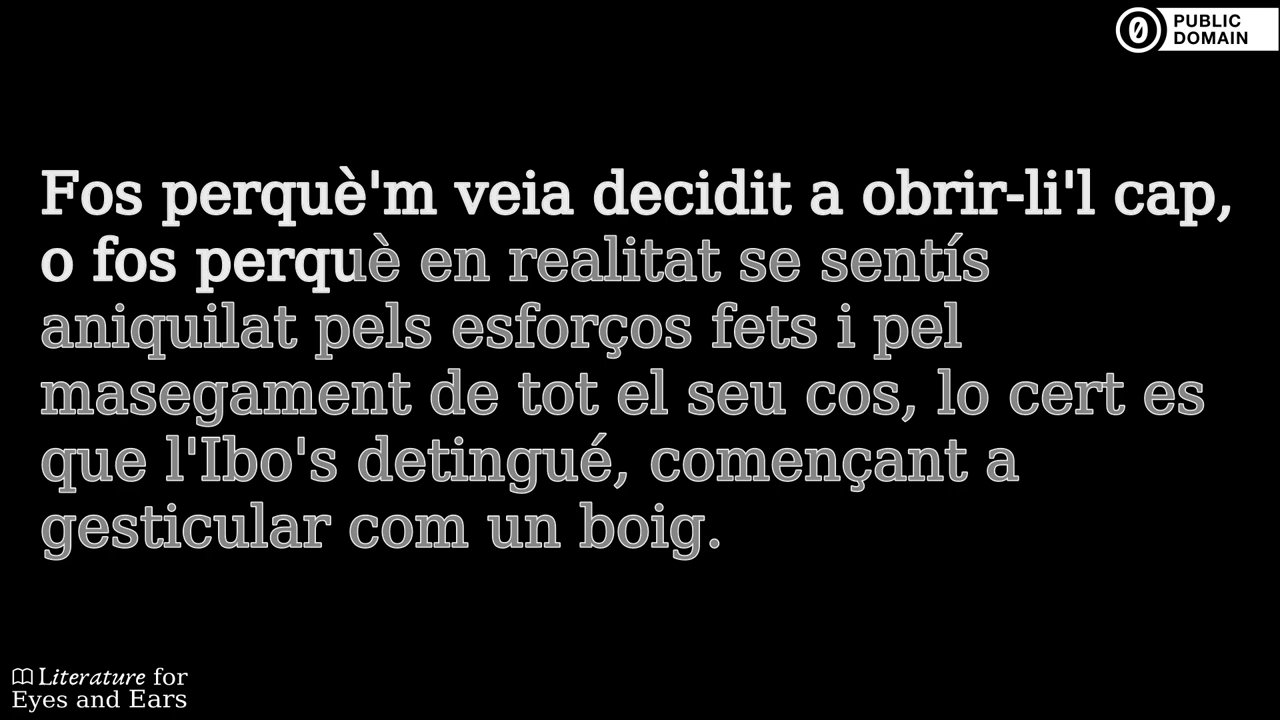 PUBLIC
DOMAIN
Fos perquè'm veia decidit a obrir-li'l cap,
o fos perquè en realitat se sentís
aniquilat pels esforços fets i pel
masegament de tot el seu cos, lo cert es
que l'Ibo's detingué, començant a
gesticular com un boig.
Literature for
Eyes and Ears